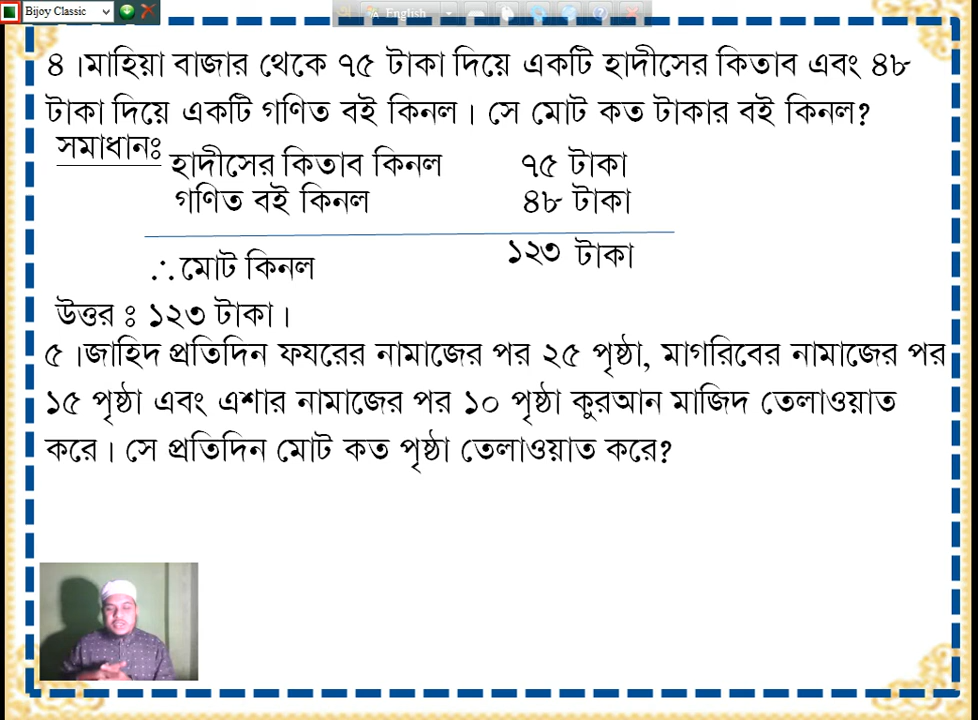 Bijoy Classic
English
৪।মাহিয়া বাজার থেকে ৭৫ টাকা দিয়ে একটি হাদীসের কিতাব এবং ৪৮
টাকা দিয়ে একটি গণিত বই কিনল। সে মোট কত টাকার বই কিনল?
সমাধানঃ
হাদীসের কিতাব কিনল ৭৫ টাকা
গণিত বই কিনল ৪৮ টাকা
∴মোট কিনল ১২৩ টাকা
উত্তর ঃ ১২৩ টাকা।
৫।জাহিদ প্রতিদিন ফযরের নামাজের পর ২৫ পৃষ্ঠা, মাগরিবের নামাজের পর
১৫ পৃষ্ঠা এবং এশার নামাজের পর ১০ পৃষ্ঠা কুরআন মাজিদ তেলাওয়াত
করে। সে প্রতিদিন মোট কত পৃষ্ঠা তেলাওয়াত করে?